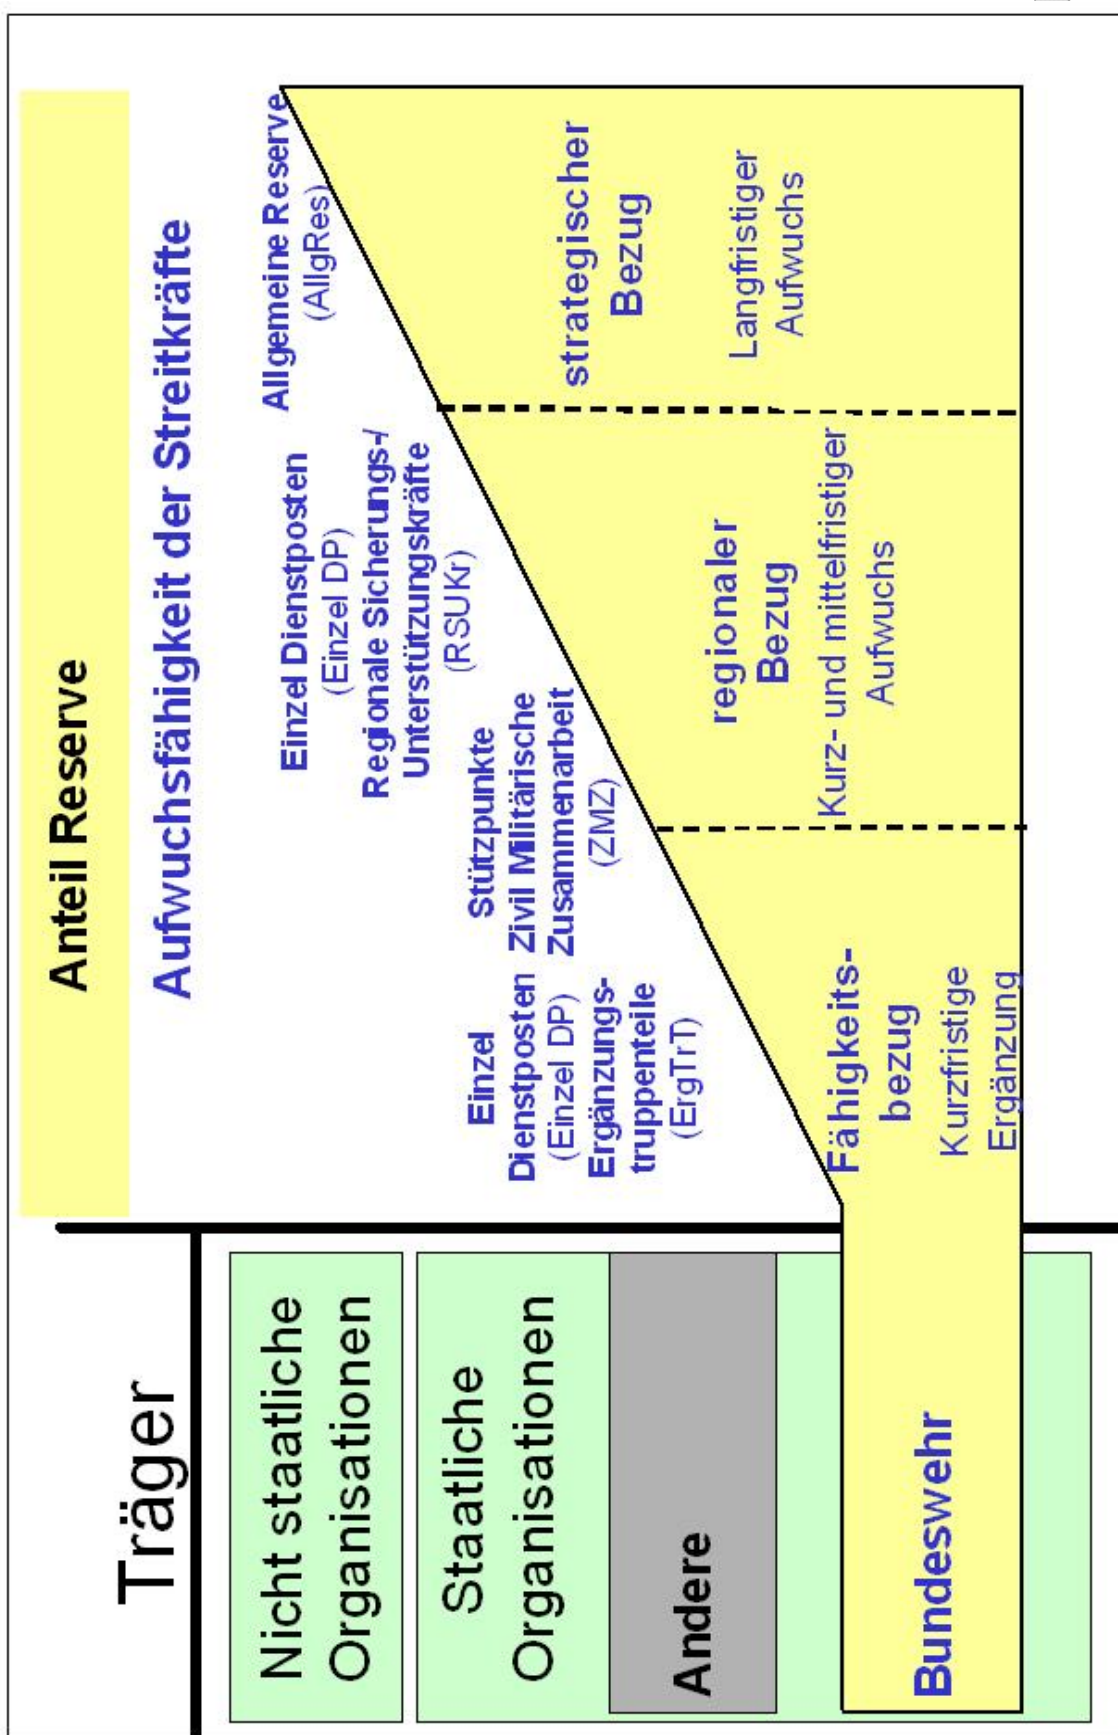 Träger
Nicht staatliche
Organisationen
Staatliche
Organisationen
Andere
Bundeswehr
Anteil Reserve
Aufwuchsfähigkeit der Streitkräfte
Einzel
Dienstposten
(Einzel DP)
Ergänzungs-
truppenteile
(ErgTrT)
Stützpunkte
Zivil Militärische
Zusammenarbeit
(ZMZ)
Einzel Dienstposten
(Einzel DP)
Regionale Sicherungs-/
Unterstützungskräfte
(RSUKr)
Allgemeine Reserve
(AllgRes)
Fähigkeits-
bezug
Kurzfristige
Ergänzung
regionaler
Bezug
Kurz- und mittelfristiger
Aufwuchs
strategischer
Bezug
Langfristiger
Aufwuchs